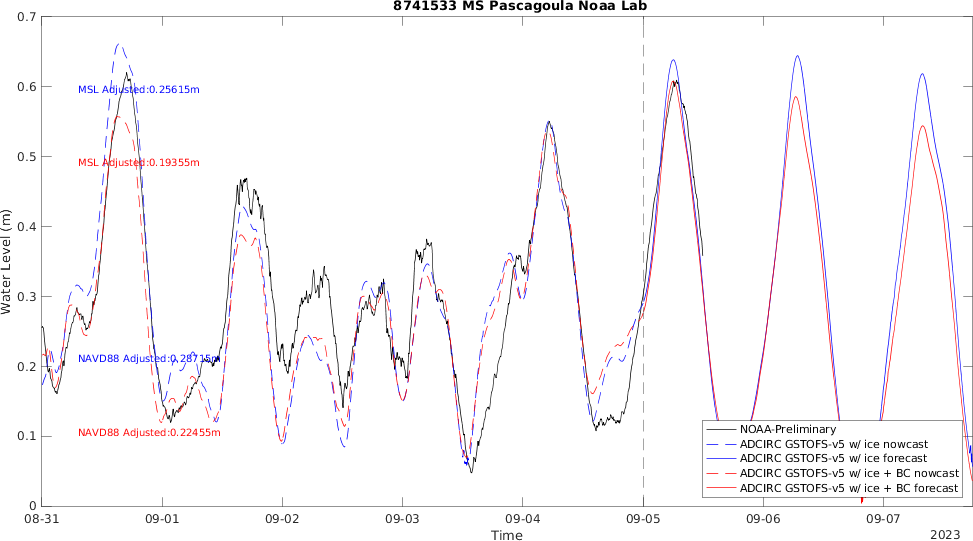 8741533 MS Pascagoula Noaa Lab
0.7
0.6
0.5
0.4
0.3
0.2
0.1
0
Water Level (m)
MSL Adjusted:0.25615m
MSL Adjusted:0.19355m
NAVD88 Adjusted:0.28715m
NAVD88 Adjusted:0.22455m
NOAA-Preliminary
ADCIRC GSTOFS-v5 w/ ice nowcast
ADCIRC GSTOFS-v5 w/ ice forecast
ADCIRC GSTOFS-v5 w/ ice + BC nowcast
ADCIRC GSTOFS-v5 w/ ice + BC forecast
08-31 09-01 09-02 09-03 09-04 09-05 09-06 09-07
Time
2023